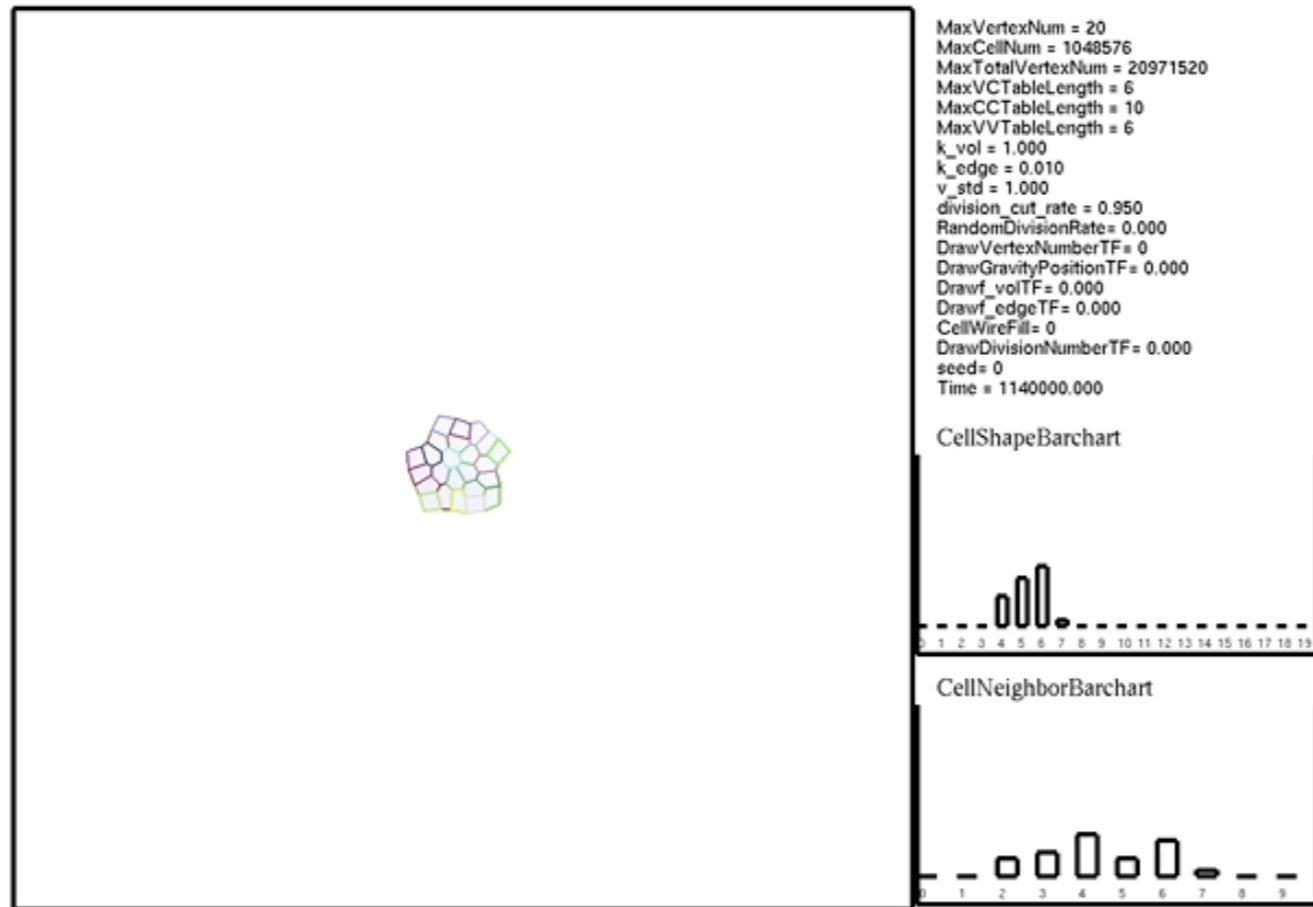 MaxVertexNum = 20
MaxCellNum = 1048576
MaxTotalVertexNum = 20971520
MaxVCTableLength = 6
MaxCCTableLength = 10
MaxVVTableLength = 6
k_vol = 1.000
k_edge = 0.010
v_std = 1.000
division_cut_rate = 0.950
RandomDivisionRate= 0.000
DrawVertexNumberTF= 0
DrawGravityPositionTF= 0.000
Drawf_volTF= 0.000
Drawf_edgeTF= 0.000
CellWireFill= 0
DrawDivisionNumberTF= 0.000
seed= 0
Time = 1140000.000
CellShapeBarchart
0 1 2 3 4 5 6 7 8 9 10 11 12 13 14 15 16 17 18 19
CellNeighborBarchart
0 1 2 3 4 5 6 7 8 9